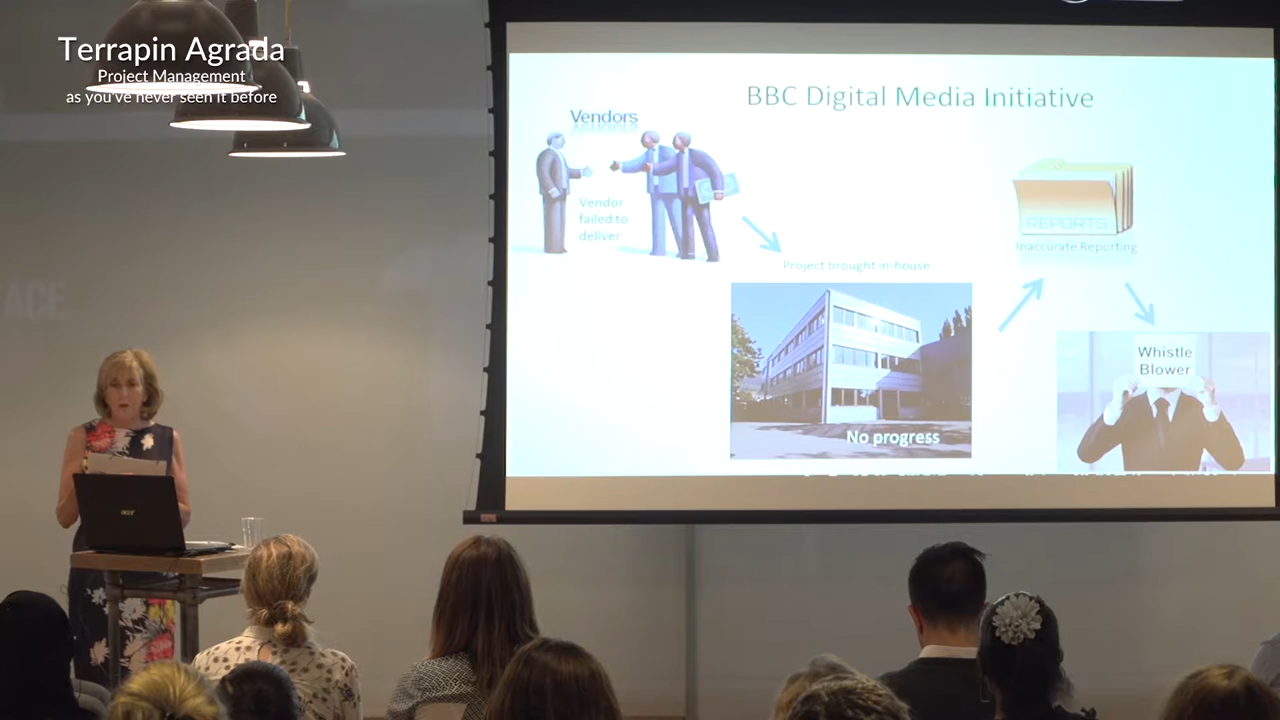 Terrapin Agrada
Project Management
as you've never seen it before
BBC Digital Media Initiative
Vendors
Vendor
failed to
deliver
Project brought in-house
No progress
REPORTS
Inaccurate Reporting
Whistle
Blower
ACE
acer